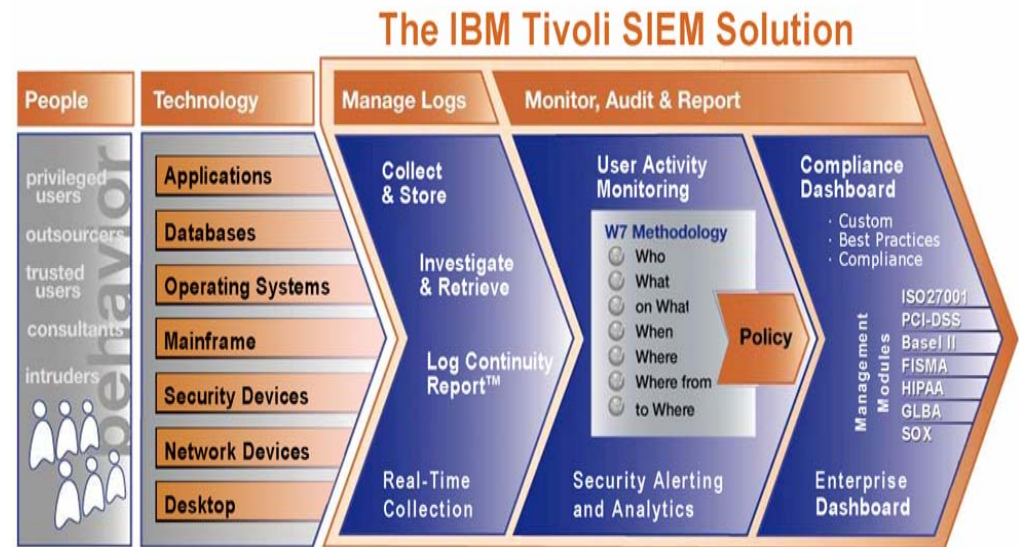 The IBM Tivoli SIEM Solution
People
Technology
Manage Logs
Monitor, Audit & Report
behavior
privileged
users
outsourcers
trusted
users
consultants
intruders
Applications
Databases
Operating Systems
Mainframe
Security Devices
Network Devices
Desktop
Collect
& Store
Investigate
& Retrieve
Log Continuity
Report™
Real-Time
Collection
User Activity
Monitoring
W7 Methodology
Who
What
on What
When
Where
Where from
to Where
Policy
Security Alerting
and Analytics
Compliance
Dashboard
· Custom
· Best Practices
· Compliance
Management
Modules
ISO27001
PCI-DSS
Basel II
FISMA
HIPAA
GLBA
SOX
Enterprise
Dashboard